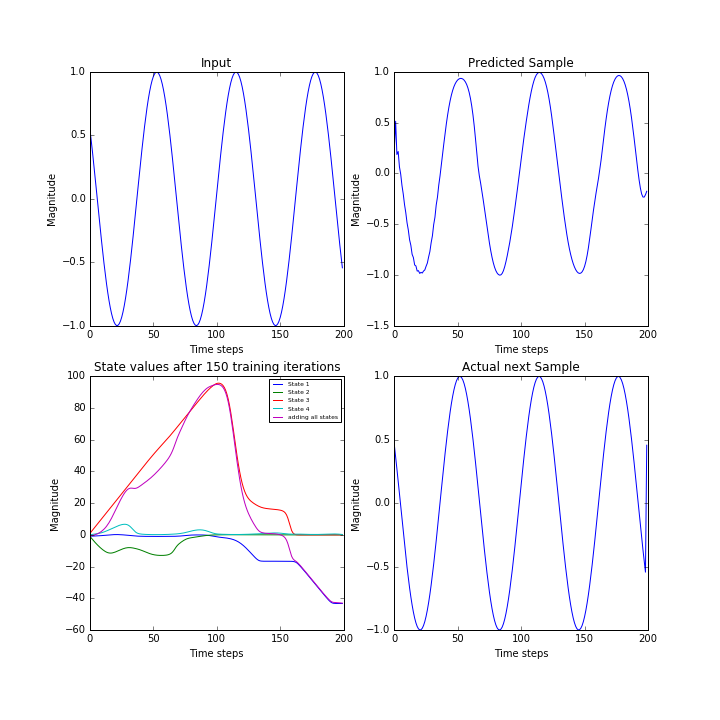 Input
1.0
0.5
0.0
−0.5
−1.0
Magnitude
0 50 100 150 200
Time steps
Predicted Sample
1.0
0.5
0.0
−0.5
−1.0
−1.5
Magnitude
0 50 100 150 200
Time steps
State values after 150 training iterations
100
80
60
40
20
0
−20
−40
−60
Magnitude
State 1
State 2
State 3
State 4
adding all states
0 50 100 150 200
Time steps
Actual next Sample
1.0
0.5
0.0
−0.5
−1.0
Magnitude
0 50 100 150 200
Time steps